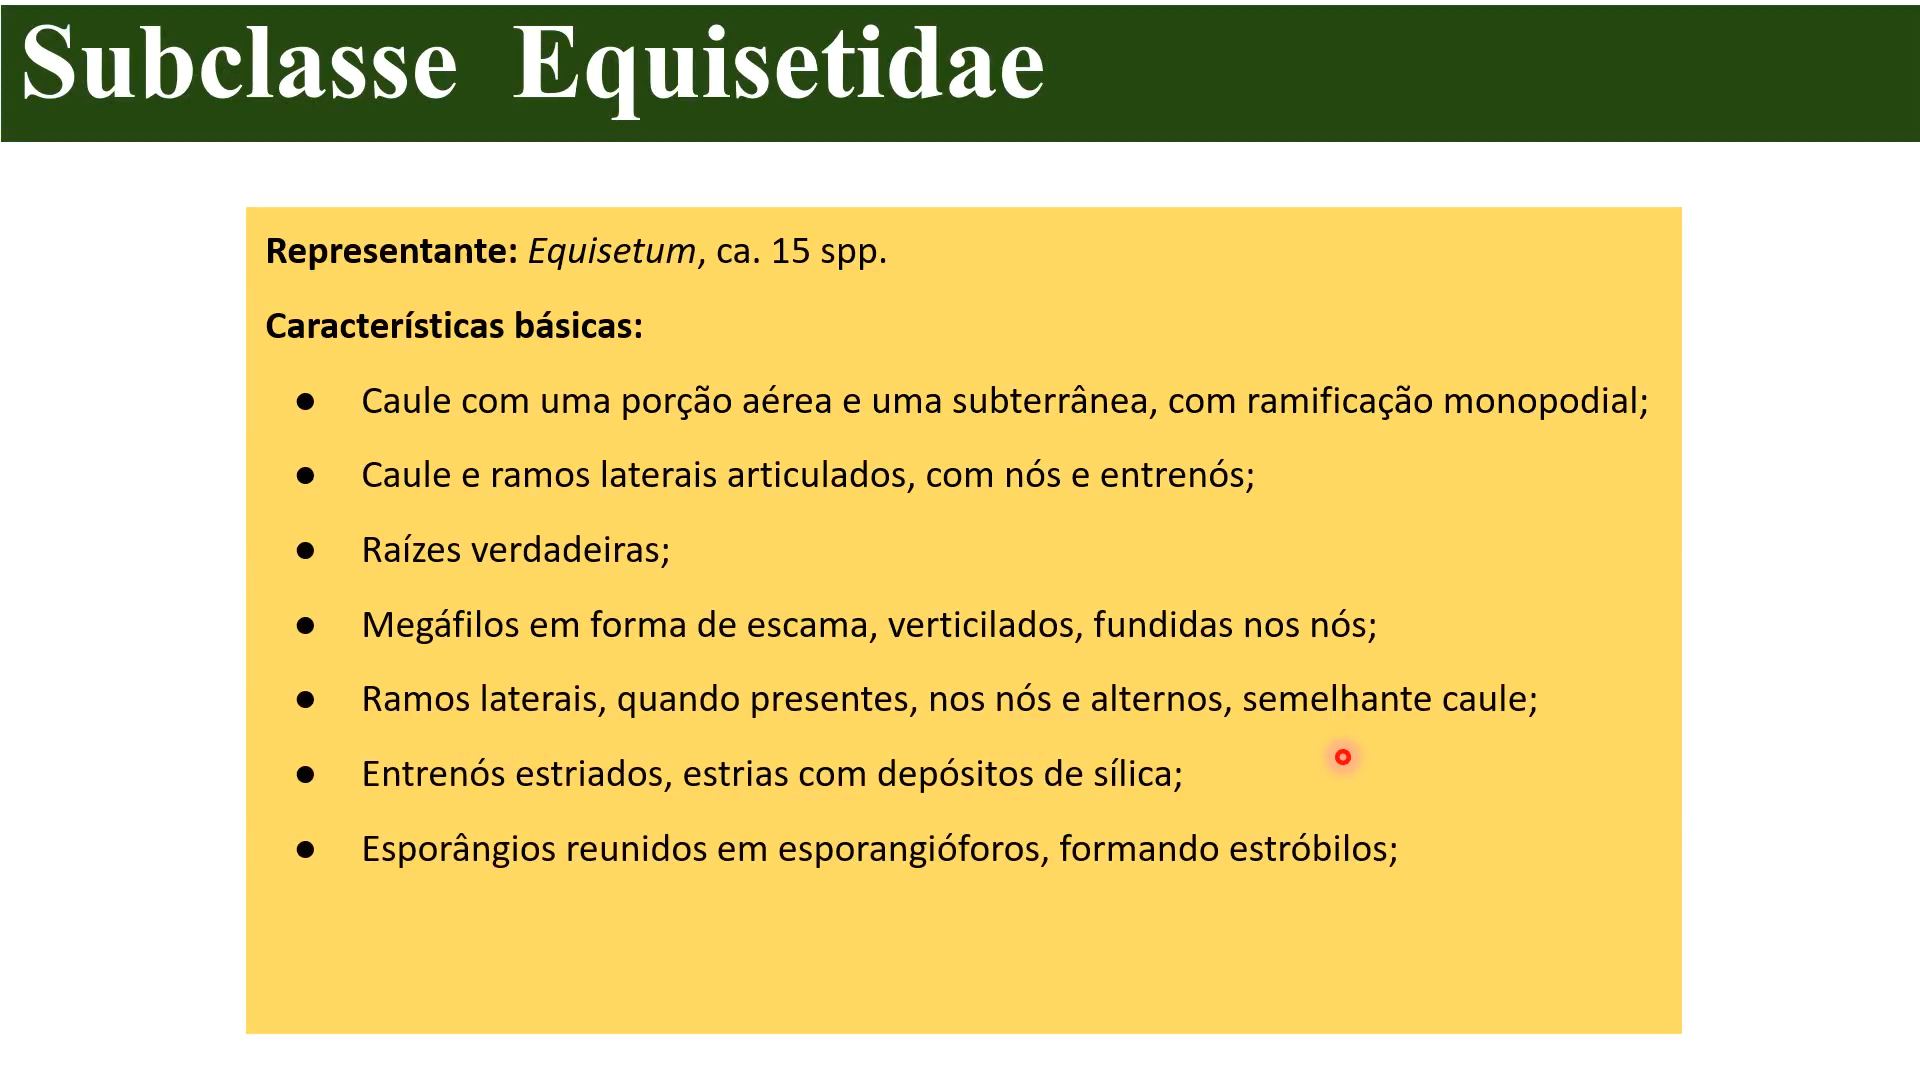 Subclasse Equisetidae
Representante: Equisetum, ca. 15 spp.
Características básicas:
● Caule com uma porção aérea e uma subterrânea, com ramificação monopodial;
● Caule e ramos laterais articulados, com nós e entrenós;
● Raízes verdadeiras;
● Megáfilos em forma de escama, verticilados, fundidas nos nós;
● Ramos laterais, quando presentes, nos nós e alternos, semelhante caule;
● Entrenós estriados, estrias com depósitos de sílica;
● Esporângios reunidos em esporangióforos, formando estróbilos;